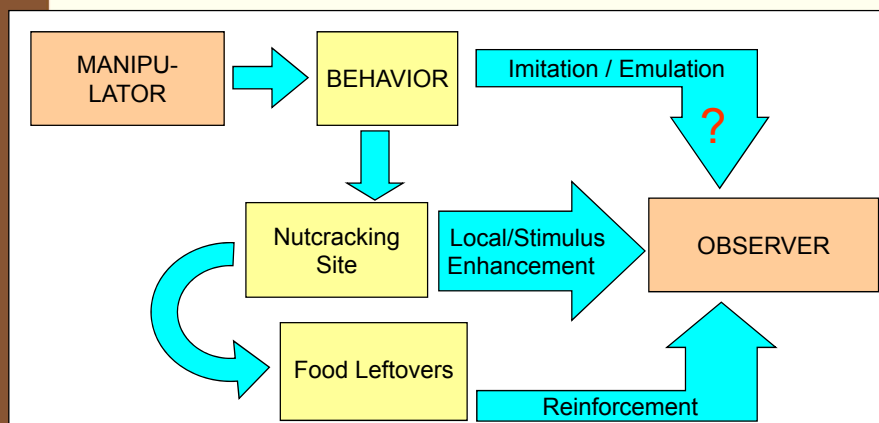 MANIPU-
LATOR
BEHAVIOR
Imitation / Emulation
?
Nutcracking
Site
Local/Stimulus
Enhancement
OBSERVER
Food Leftovers
Reinforcement